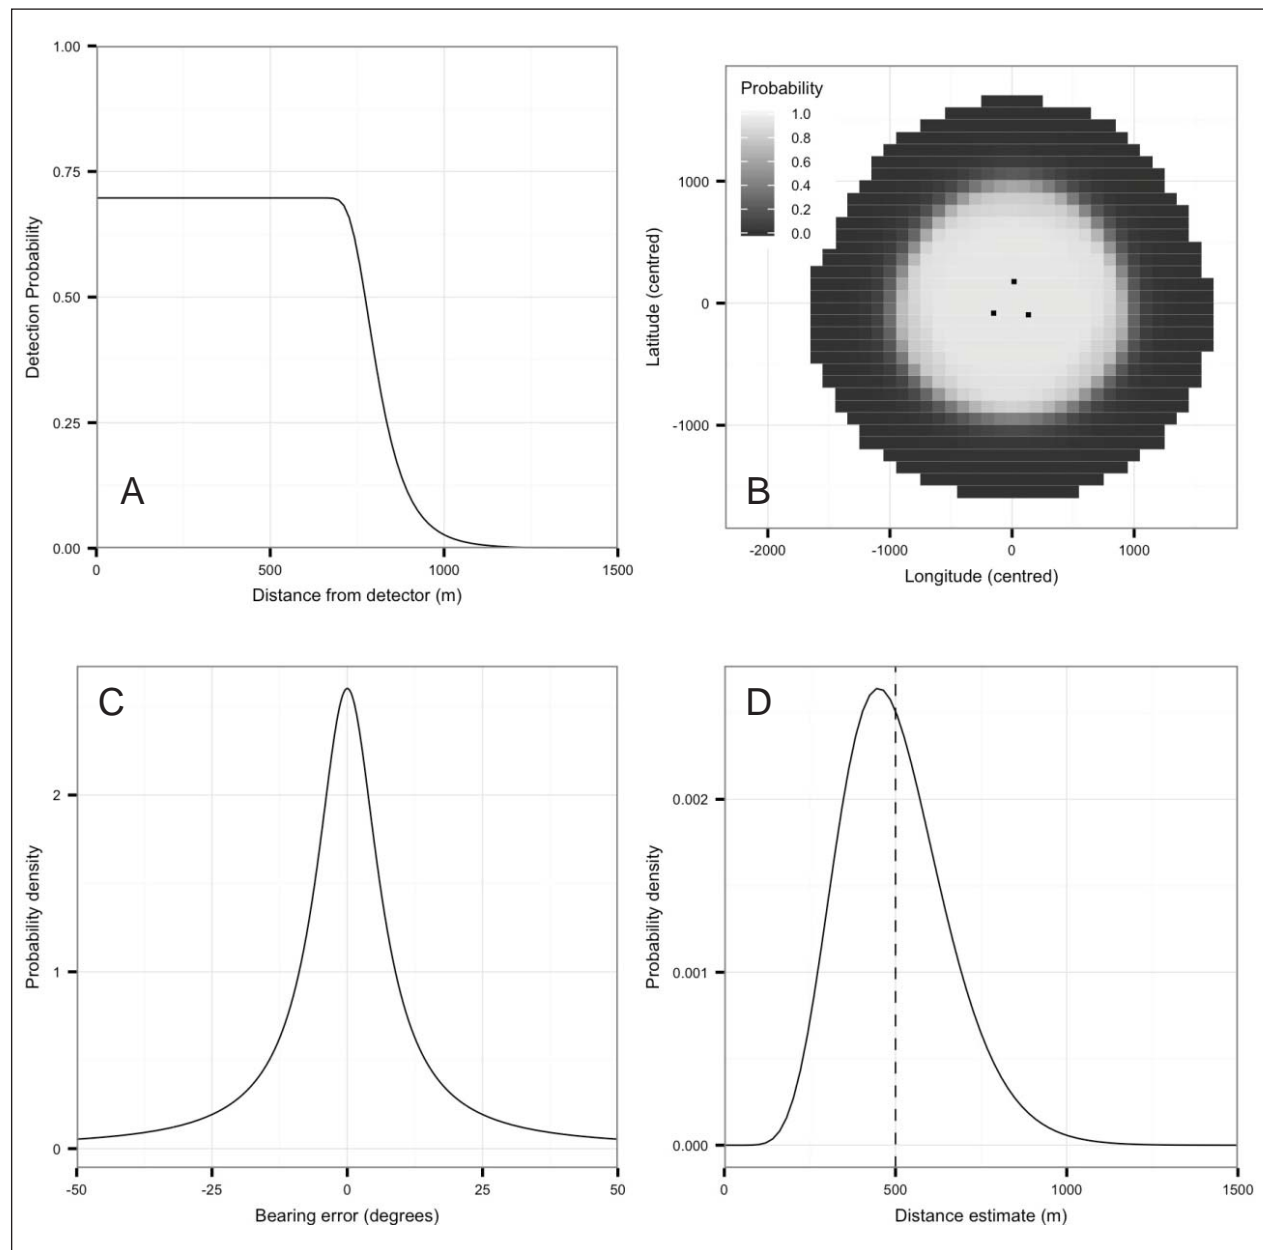 1.00
0.75
0.50
0.25
0.00
Detection Probability
A
0
500
1000
1500
Distance from detector (m)
Probability
1.0
0.8
0.6
0.4
0.2
0.0
1000
0
-1000
Latitude (centred)
B
-2000
-1000
0
1000
Longitude (centred)
C
2
1
0
Probability density
-50
-25
0
25
50
Bearing error (degrees)
D
0.002
0.001
0.000
Probability density
0
500
1000
1500
Distance estimate (m)